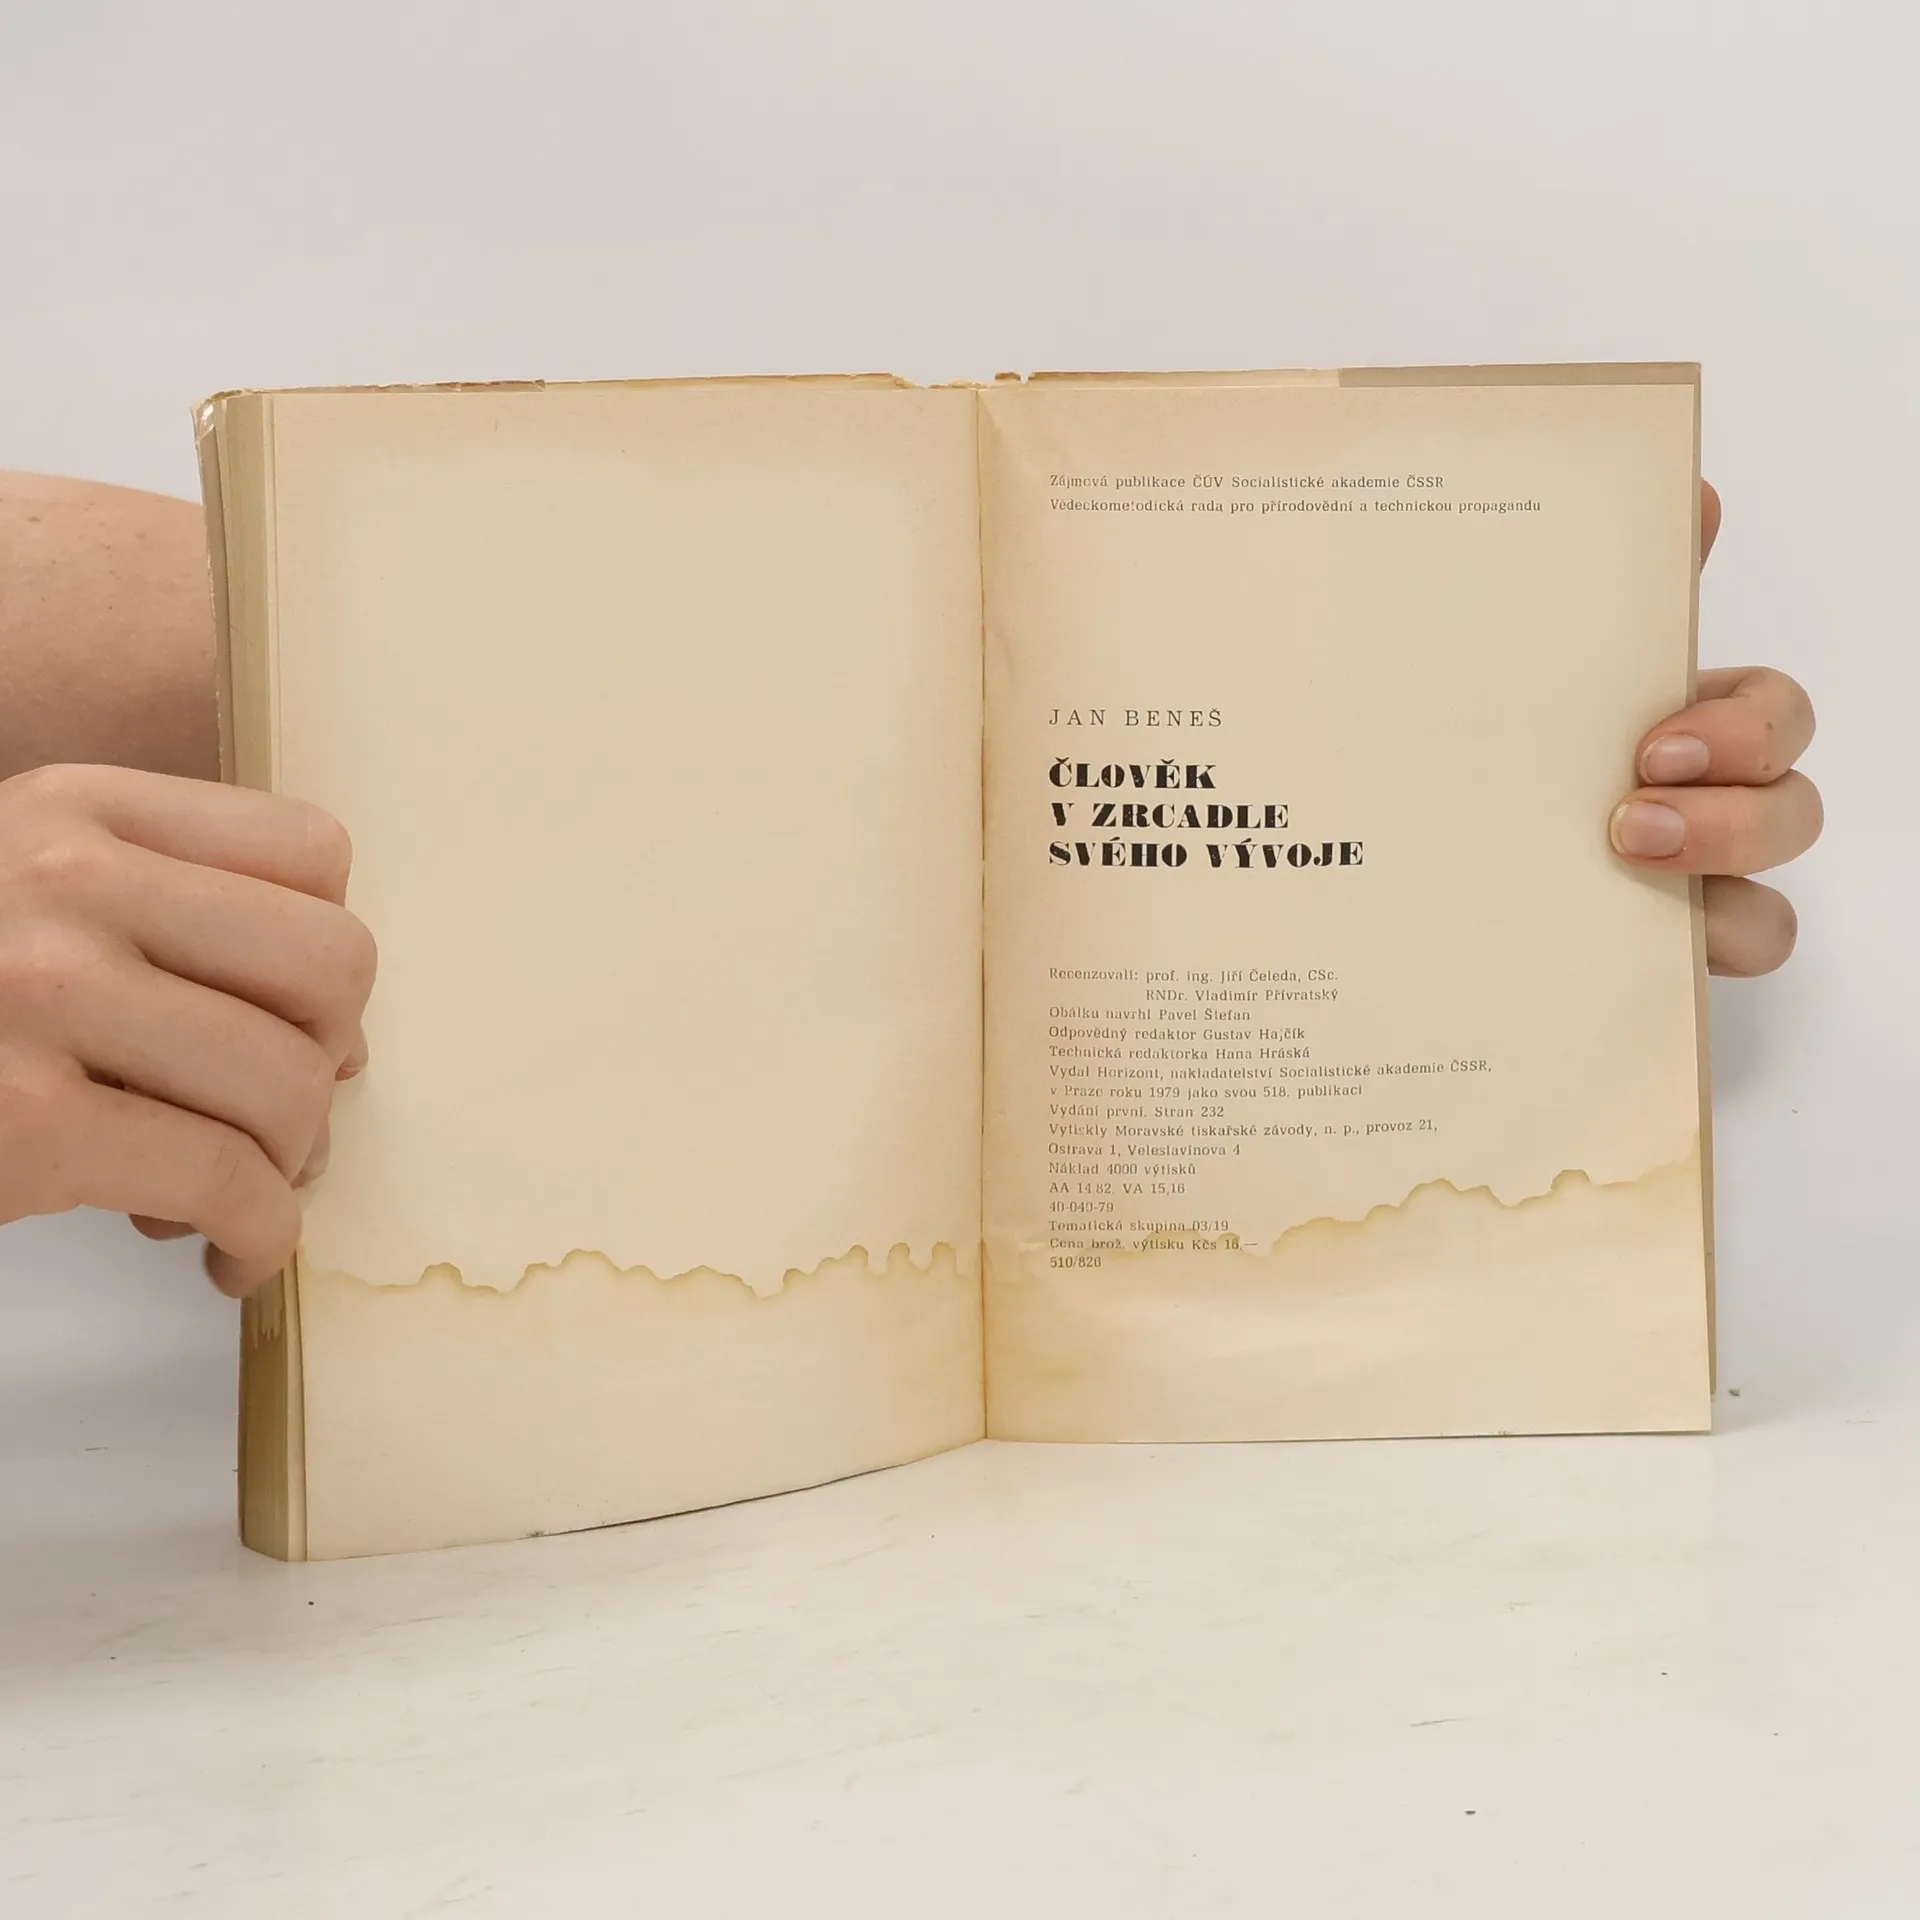 Zájmová publikace ČÚV Socialistické akademie ČSSR
Vědeckometodická rada pro přírodovědní a technickou propagandu
JAN BENEŠ
ČLOVĚK
V ZRCADLE
SVÉHO VÝVOJE
Recenzovali: prof. ing. Jiří Čeleda, CSc.
RNDr. Vladimír Přívratský
Obálku navrhl Pavel Štefan
Odpovědný redaktor Gustav Hajčík
Technická redaktorka Hana Hráská
Vydal Horizont, nakladatelství Socialistické akademie ČSSR,
v Praze roku 1979 jako svou 518. publikaci
Vydání první. Stran 232
Vytiskly Moravské tiskařské závody, n. p., provoz 21,
Ostrava 1, Veleslavínova 4
Náklad 4000 výtisků
AA 14,82. VA 15,16
40-040-79
Tematická skupina 03/19
Cena brož. výtisku Kčs 16,—
510/826